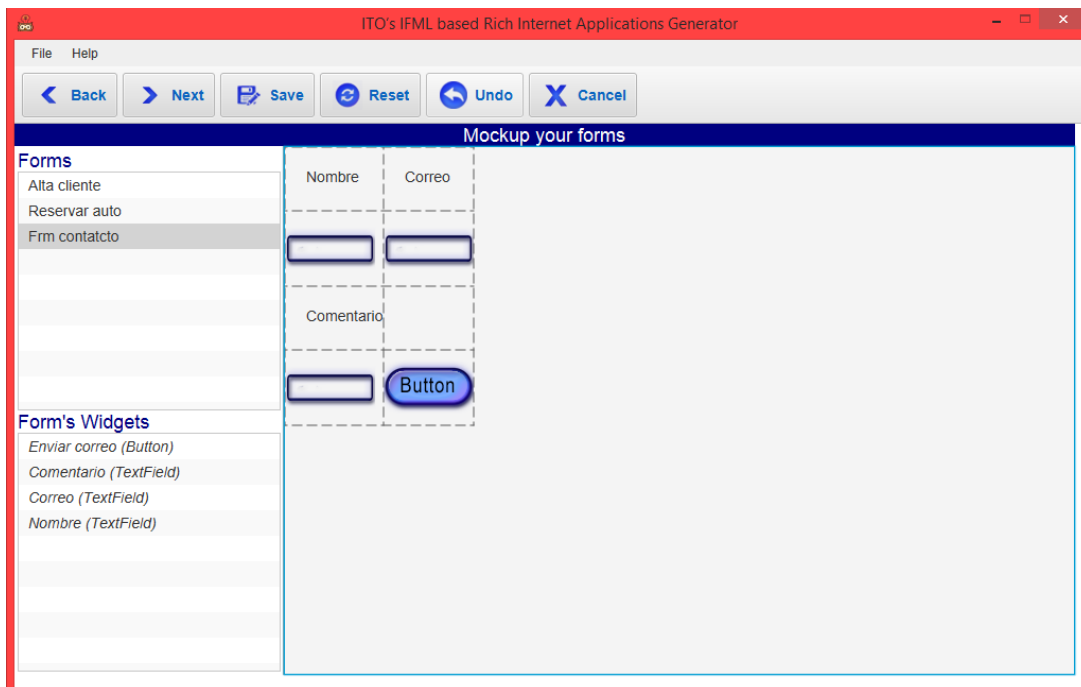 ITO's IFML based Rich Internet Applications Generator
File Help
Back Next Save Reset Undo Cancel
Mockup your forms
Forms
Alta cliente
Reservar auto
Frm contatcto
Nombre Correo
Comentario
Button
Form's Widgets
Enviar correo (Button)
Comentario (TextField)
Correo (TextField)
Nombre (TextField)